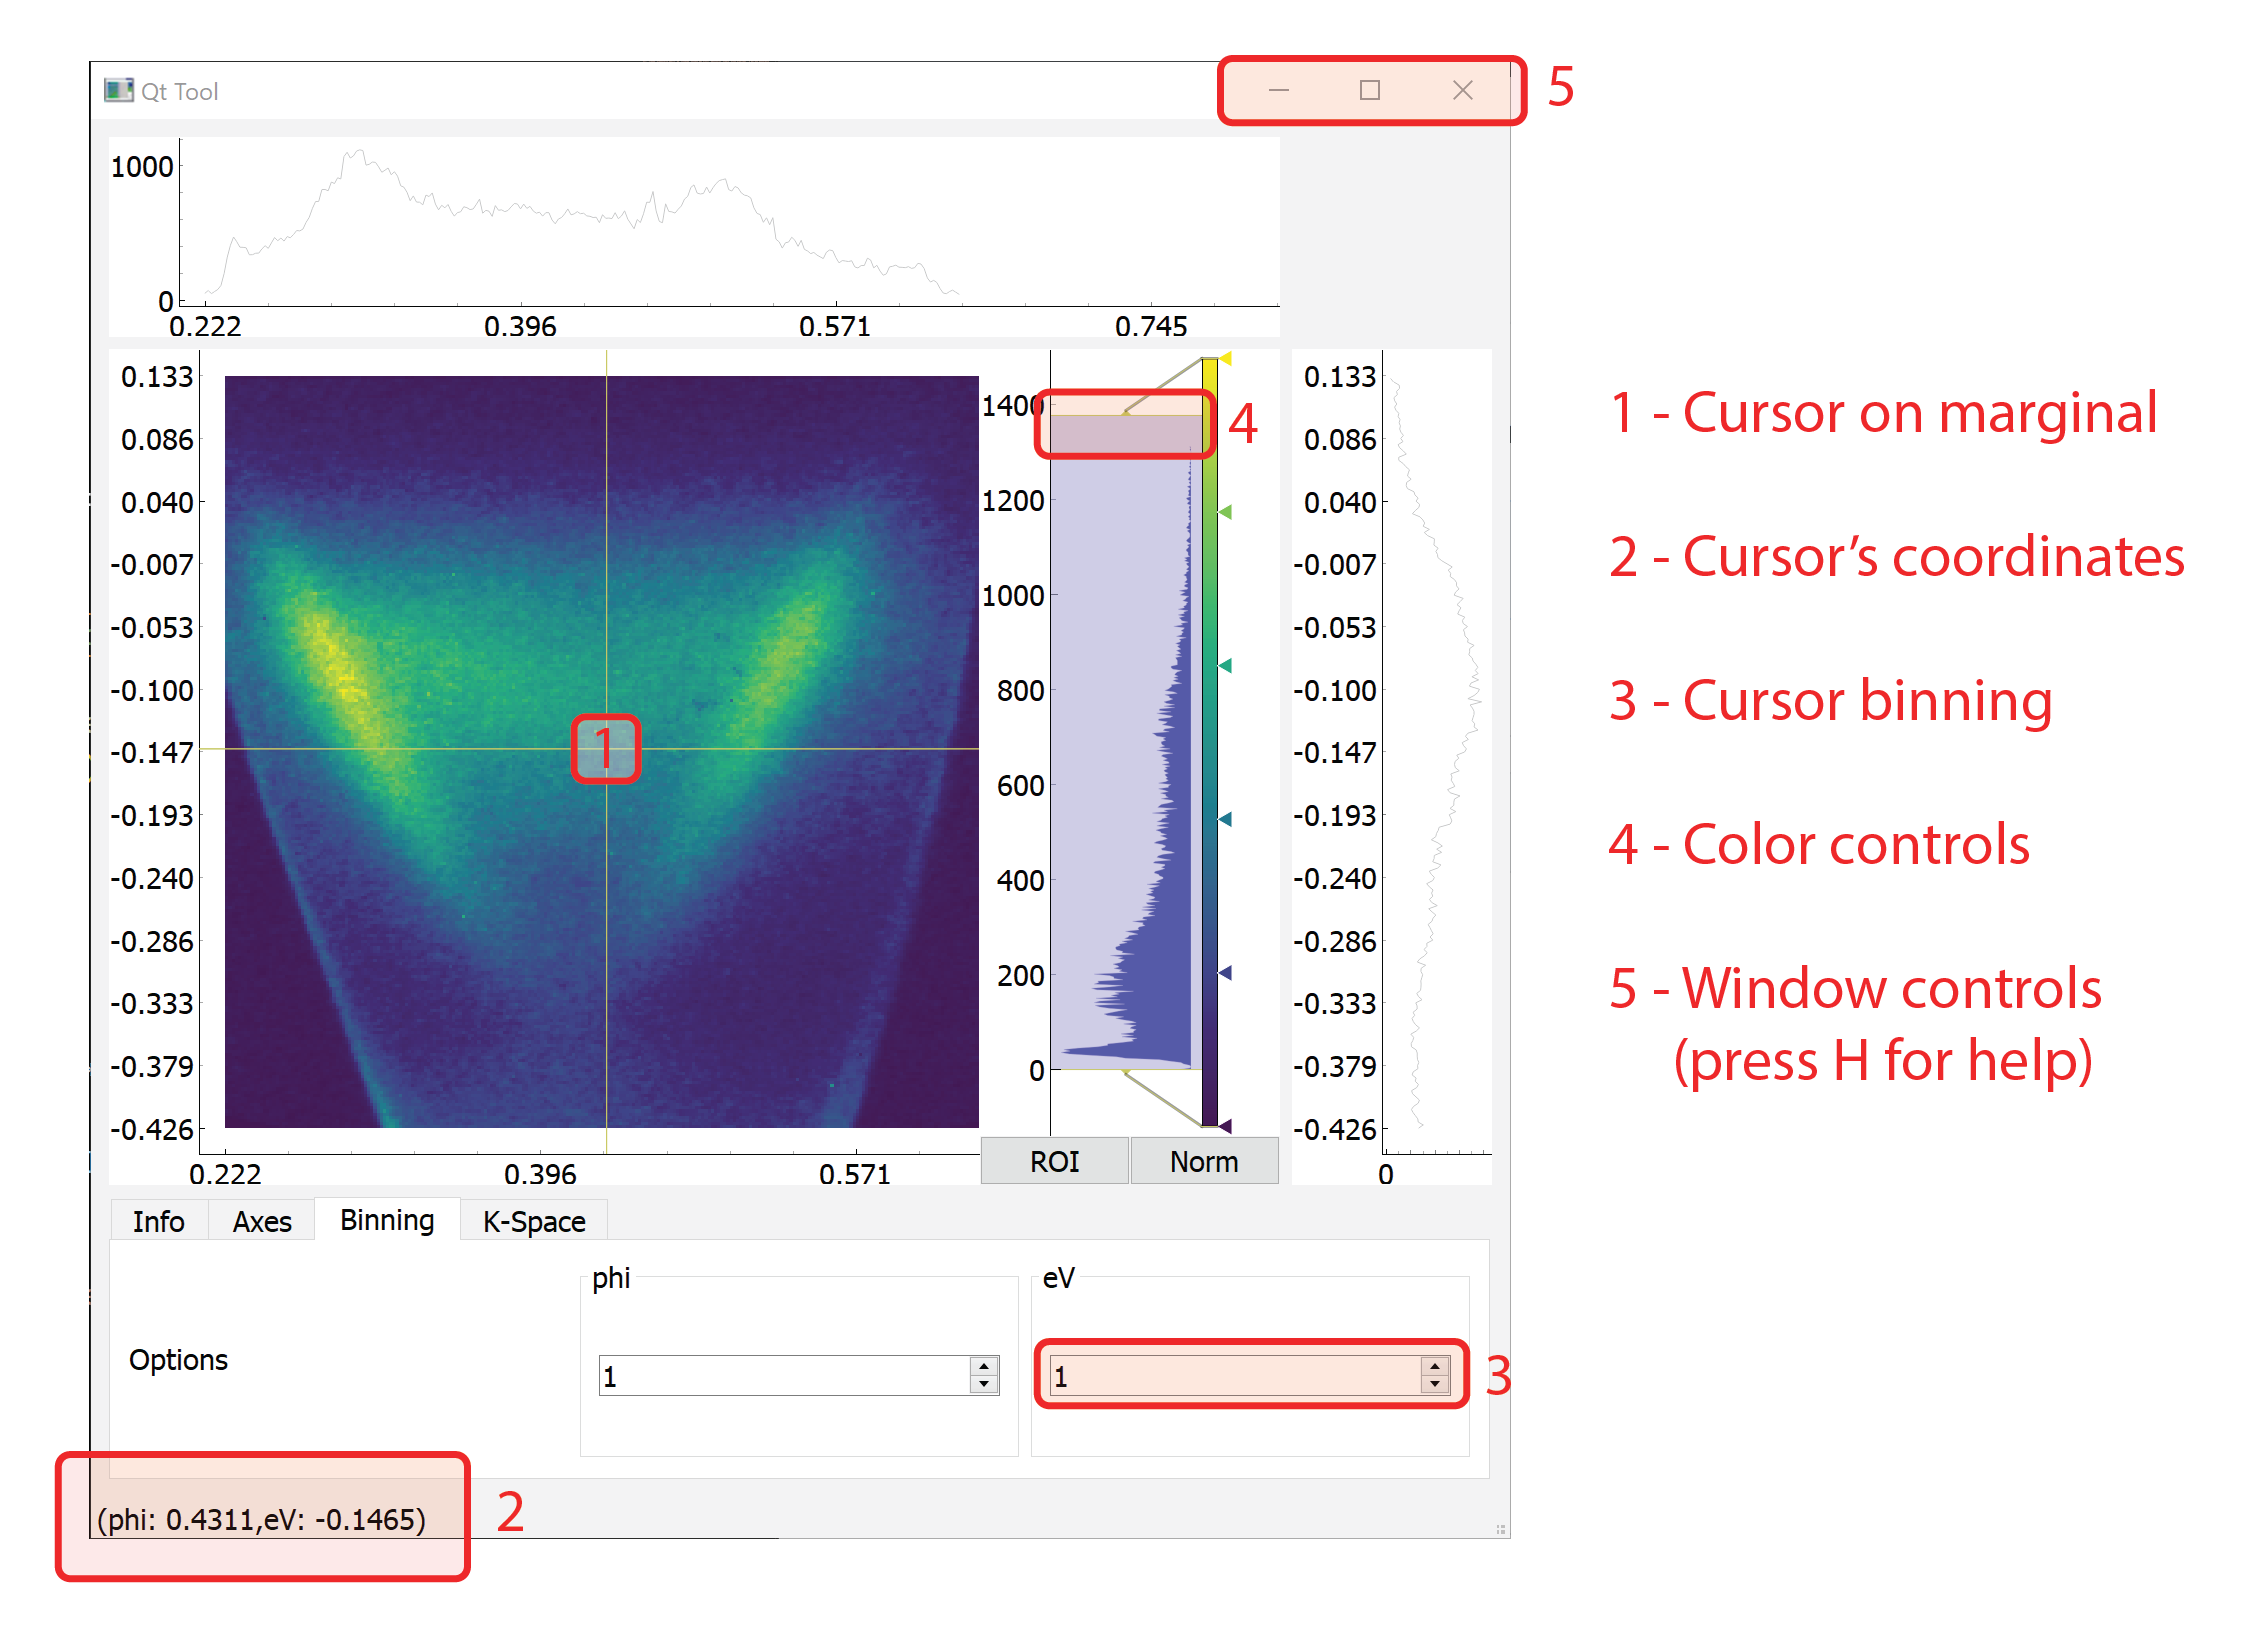 Qt Tool
5
1000
0
0.222 0.396 0.571 0.745
0.133
0.086
0.040
-0.007
-0.053
-0.100
-0.147
-0.193
-0.240
-0.286
-0.333
-0.379
-0.426
0.222 0.396 0.571
1
1400
1200
1000
800
600
400
200
0
4
ROI Norm
0.133
0.086
0.040
-0.007
-0.053
-0.100
-0.147
-0.193
-0.240
-0.286
-0.333
-0.379
-0.426
0
Info Axes Binning K-Space
phi eV
Options 1 1 3
(phi: 0.4311,eV: -0.1465) 2
1 - Cursor on marginal
2 - Cursor’s coordinates
3 - Cursor binning
4 - Color controls
5 - Window controls
(press H for help)